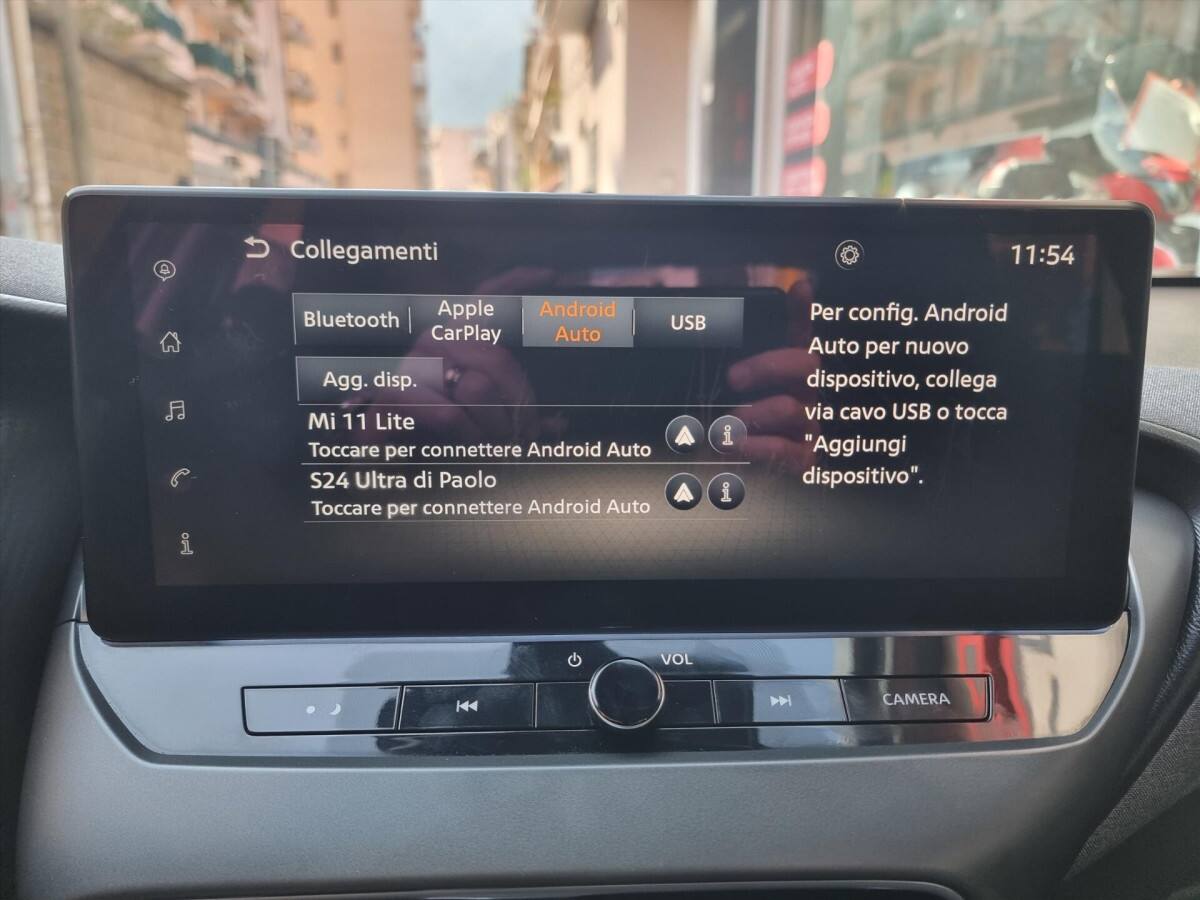 Collegamenti
11:54
Bluetooth
Apple
CarPlay
Android
Auto
USB
Agg. disp.
Mi 11 Lite
Toccare per connettere Android Auto
S24 Ultra di Paolo
Toccare per connettere Android Auto
Per config. Android
Auto per nuovo
dispositivo, collega
via cavo USB o tocca
"Aggiungi
dispositivo".
VOL
CAMERA